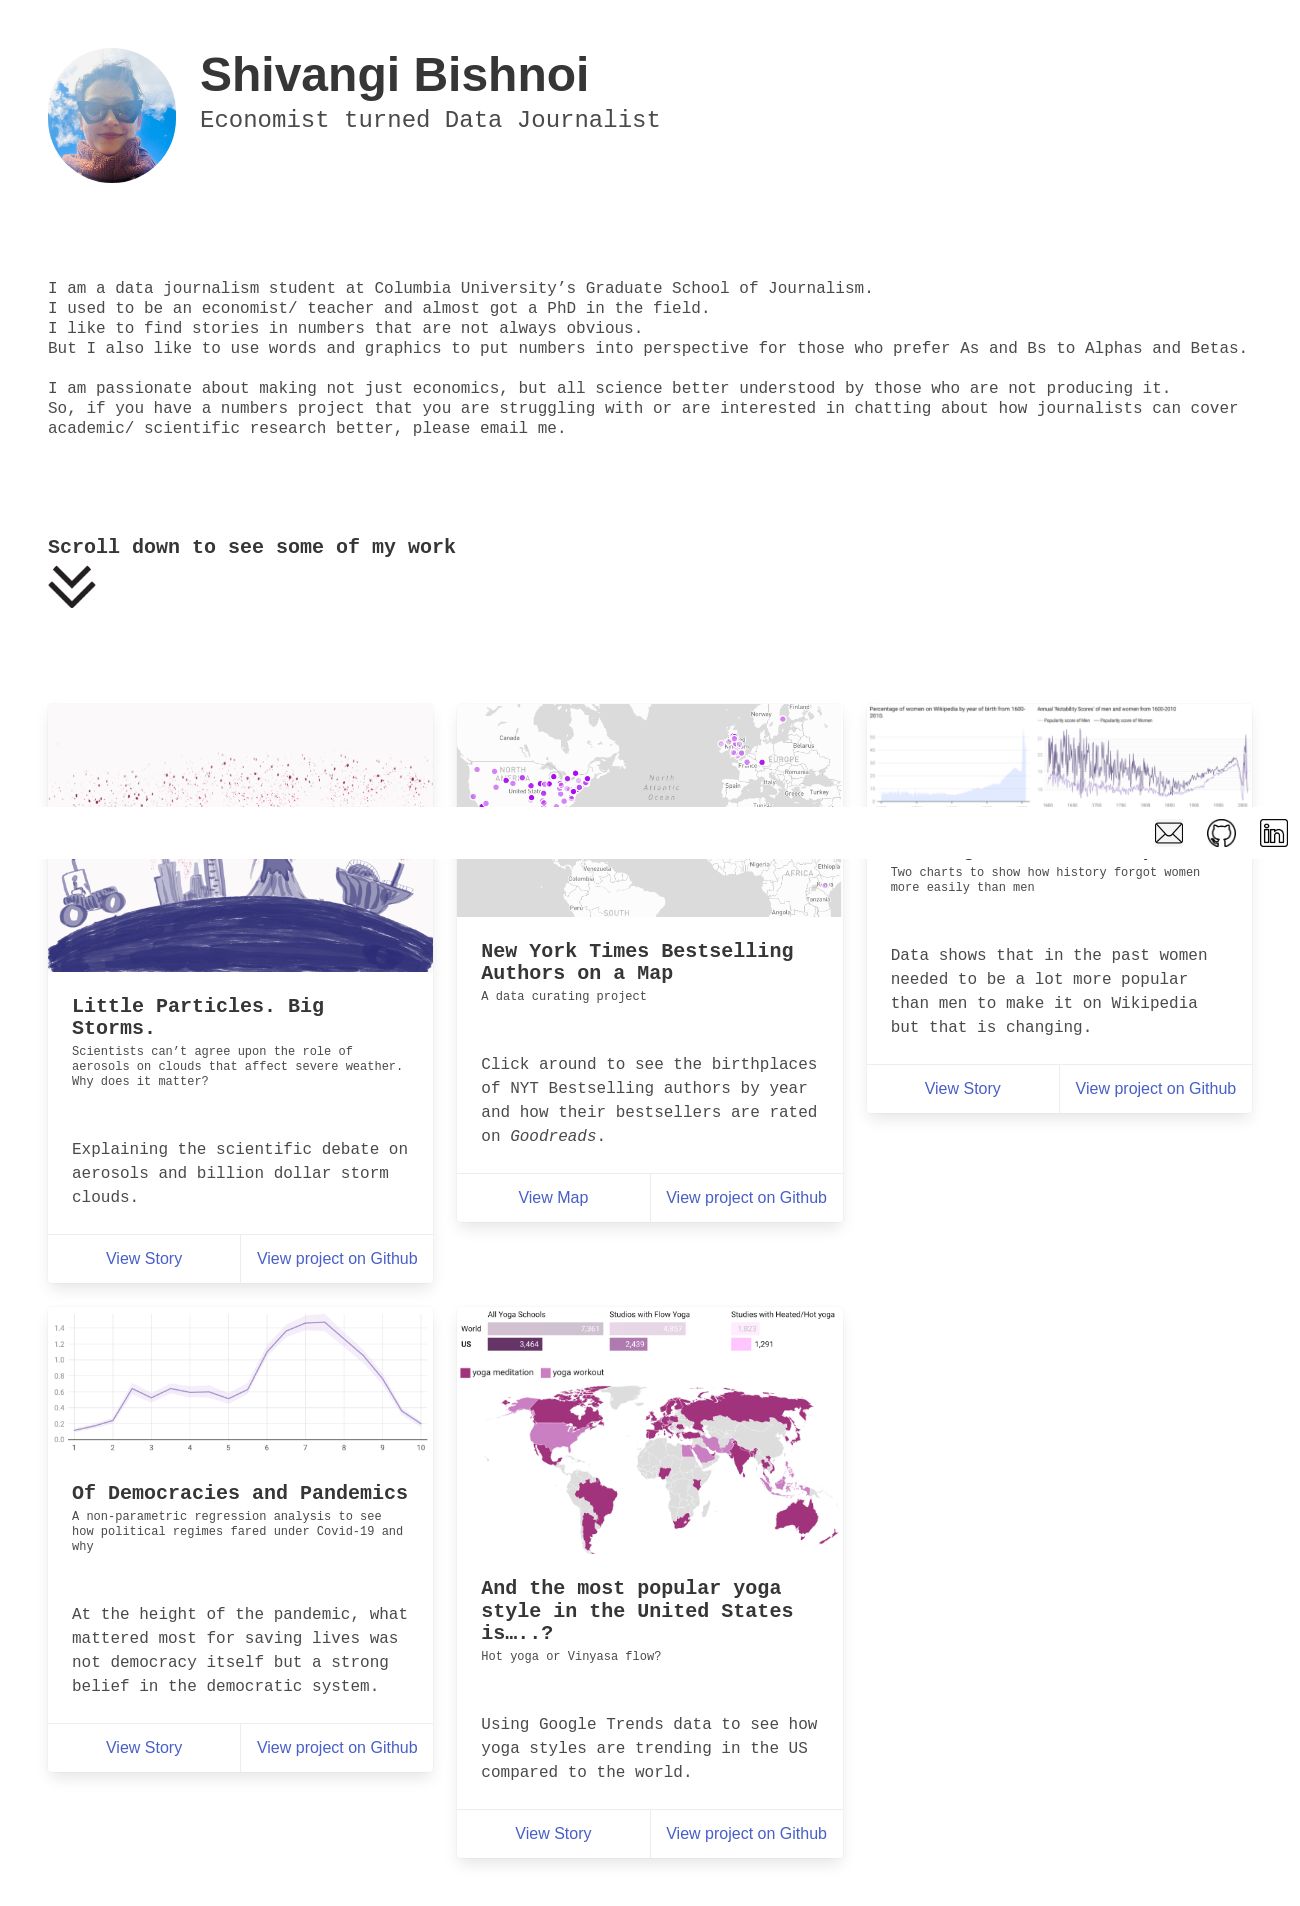 Shivangi Bishnoi
Economist turned Data Journalist
I am a data journalism student at Columbia University’s Graduate School of Journalism.
I used to be an economist/ teacher and almost got a PhD in the field.
I like to find stories in numbers that are not always obvious.
But I also like to use words and graphics to put numbers into perspective for those who prefer As and Bs to Alphas and Betas.
I am passionate about making not just economics, but all science better understood by those who are not producing it.
So, if you have a numbers project that you are struggling with or are interested in chatting about how journalists can cover
academic/ scientific research better, please email me.
Scroll down to see some of my work
Little Particles. Big
Storms.
Scientists can’t agree upon the role of
aerosols on clouds that affect severe weather.
Why does it matter?
Explaining the scientific debate on
aerosols and billion dollar storm
clouds.
View Story
View project on Github
Canada
NORTH
North
Atlantic
Ocean
Norway
Finland
Belarus
EUROPE
Romania
Spain
Greece
Turkey
Venezuela
Colombia
Perú
SOUTH
Nigeria
Ethiop
AFRICA
Tanzania
Angola
New York Times Bestselling
Authors on a Map
A data curating project
Click around to see the birthplaces
of NYT Bestselling authors by year
and how their bestsellers are rated
on Goodreads.
View Map
View project on Github
Percentage of women on Wikipedia by year of birth from 1600-
2010.
Annual 'Notability Scores' of men and women from 1600-2010
Popularity score of Men
Popularity score of Women
in
Two charts to show how history forgot women
more easily than men
Data shows that in the past women
needed to be a lot more popular
than men to make it on Wikipedia
but that is changing.
View Story
View project on Github
1.4
1.2
1.0
0.8
0.6
0.4
0.2
0.0
1 2 3 4 5 6 7 8 9 10
Of Democracies and Pandemics
A non-parametric regression analysis to see
how political regimes fared under Covid-19 and
why
At the height of the pandemic, what
mattered most for saving lives was
not democracy itself but a strong
belief in the democratic system.
View Story
View project on Github
All Yoga Schools
Studios with Flow Yoga
Studios with Heated/Hot yoga
World 7,361 4,857 1,823
US 3,464 2,439 1,291
yoga meditation yoga workout
And the most popular yoga
style in the United States
is…..?
Hot yoga or Vinyasa flow?
Using Google Trends data to see how
yoga styles are trending in the US
compared to the world.
View Story
View project on Github